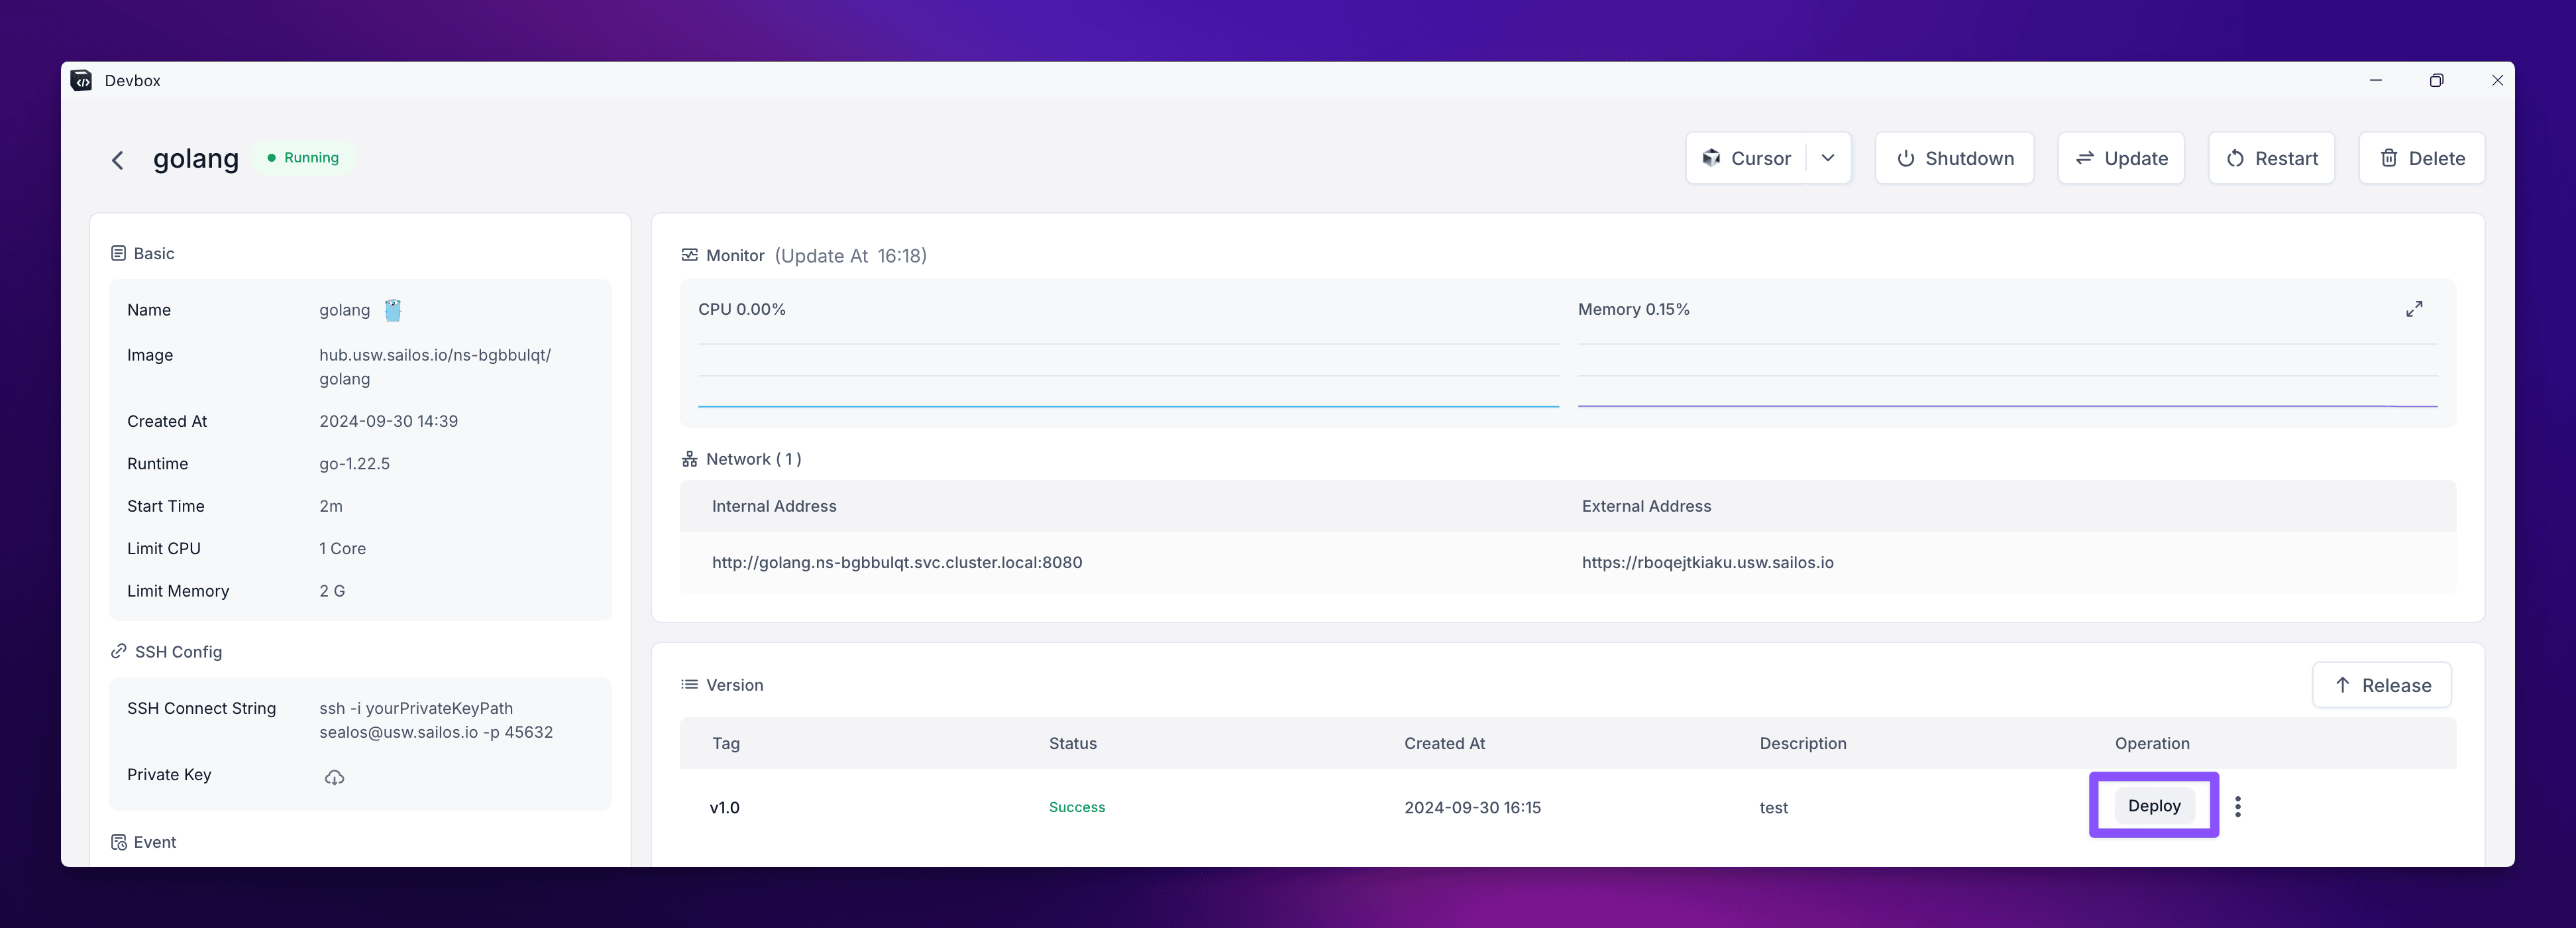 Devbox
golang
Running
Cursor
Shutdown
Update
Restart
Delete
Basic
Name golang
Image hub.usw.sailos.io/ns-bgbbulqt/
golang
Created At 2024-09-30 14:39
Runtime go-1.22.5
Start Time 2m
Limit CPU 1 Core
Limit Memory 2 G
SSH Config
SSH Connect String ssh -i yourPrivateKeyPath
sealos@usw.sailos.io -p 45632
Private Key
Event
Monitor (Update At 16:18)
CPU 0.00%
Memory 0.15%
Network ( 1 )
Internal Address External Address
http://golang.ns-bgbbulqt.svc.cluster.local:8080 https://rboqejtkiaku.usw.sailos.io
Version
Release
Tag Status Created At Description Operation
v1.0 Success 2024-09-30 16:15 test Deploy